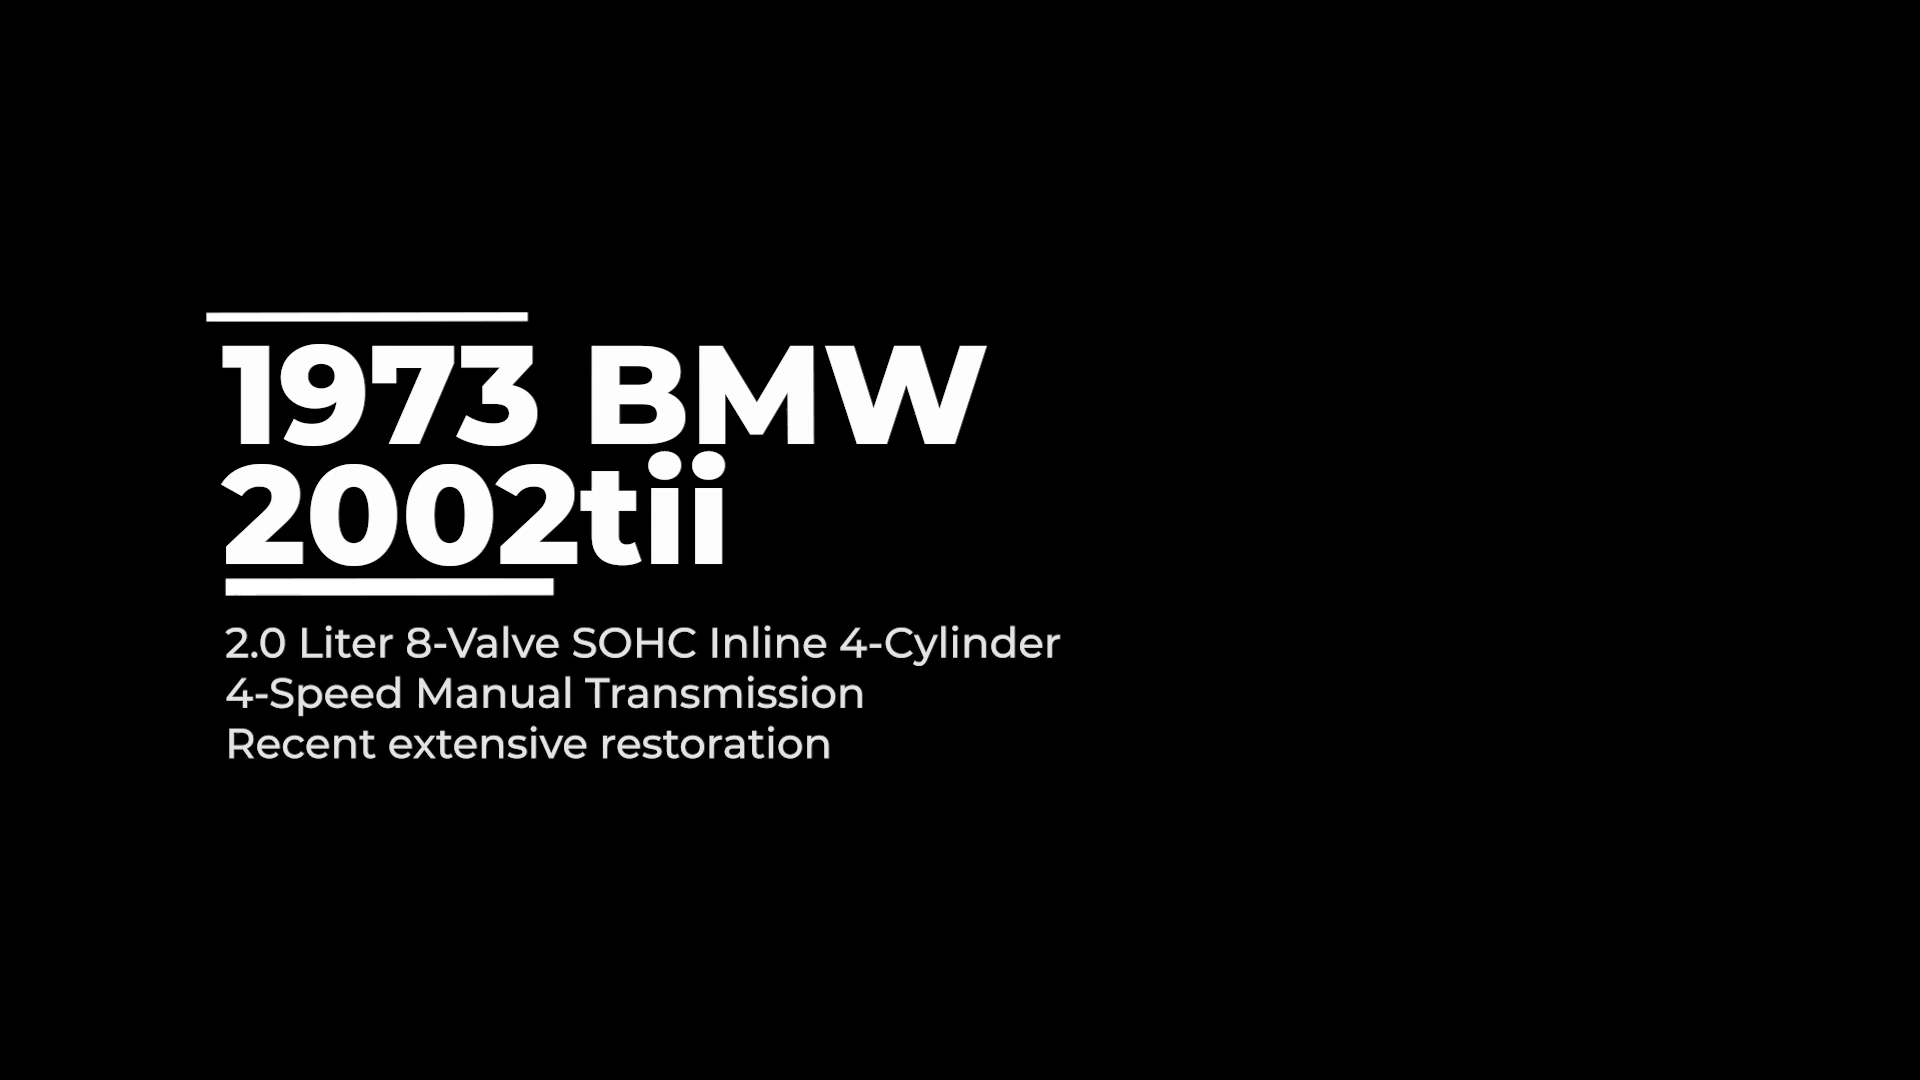 1973 BMW
2002tii
2.0 Liter 8-Valve SOHC Inline 4-Cylinder
4-Speed Manual Transmission
Recent extensive restoration